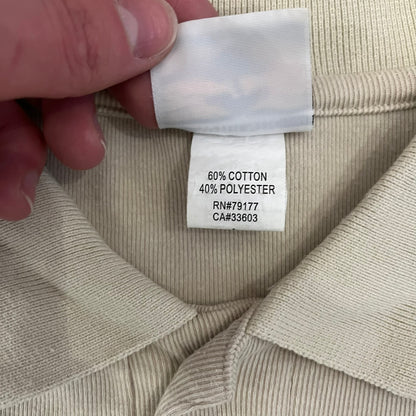 60% COTTON
40% POLYESTER
RN#79177
CA#33603